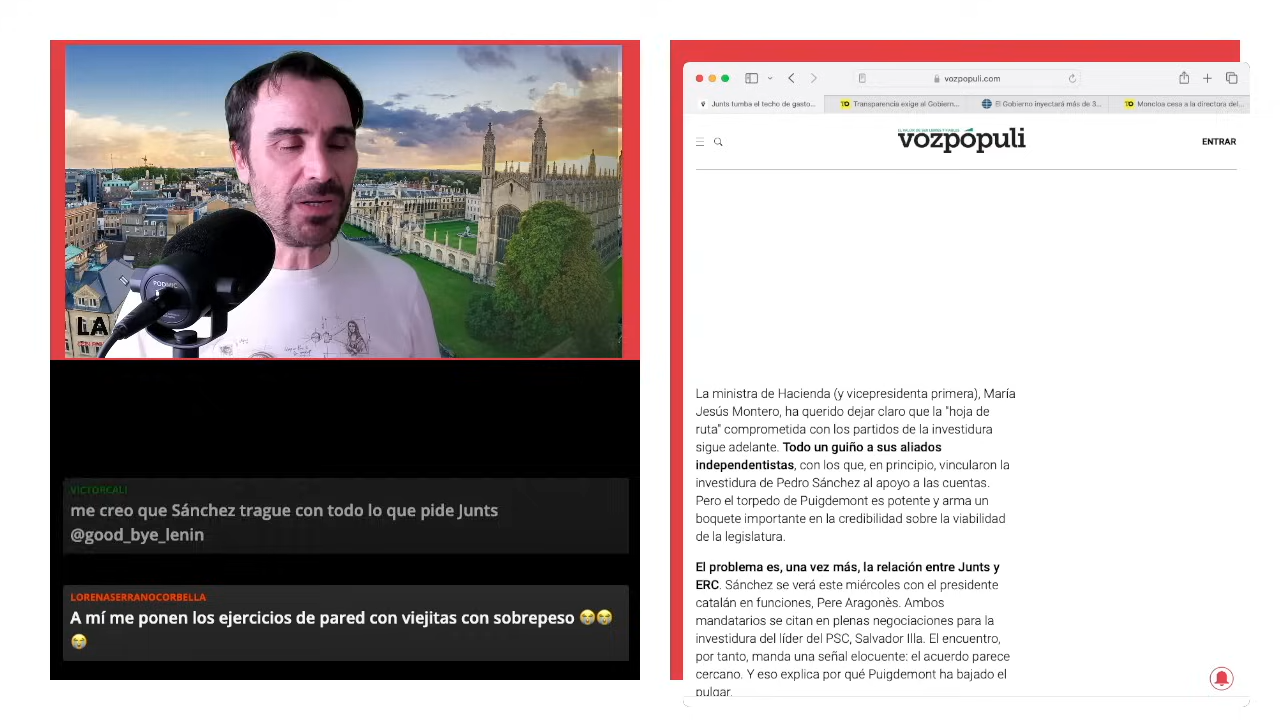 PODMIC
LA
VICTORCALI
me creo que Sánchez trague con todo lo que pide Junts
@good_bye_lenin
LORENASERRANOCORBELLA
A mí me ponen los ejercicios de pared con viejitas con sobrepeso 😭😭
😭
vozpopuli.com
Junts tumba el techo de gasto...
Transparencia exige al Gobiern...
El Gobierno inyectará más de 3...
Moncloa cesa a la directora del...
vozpópuli
ENTRAR
La ministra de Hacienda (y vicepresidenta primera), María
Jesús Montero, ha querido dejar claro que la "hoja de
ruta" comprometida con los partidos de la investidura
sigue adelante. Todo un guiño a sus aliados
independentistas, con los que, en principio, vincularon la
investidura de Pedro Sánchez al apoyo a las cuentas.
Pero el torpedo de Puigdemont es potente y arma un
boquete importante en la credibilidad sobre la viabilidad
de la legislatura.
El problema es, una vez más, la relación entre Junts y
ERC. Sánchez se verá este miércoles con el presidente
catalán en funciones, Pere Aragonès. Ambos
mandatarios se citan en plenas negociaciones para la
investidura del líder del PSC, Salvador Illa. El encuentro,
por tanto, manda una señal elocuente: el acuerdo parece
cercano. Y eso explica por qué Puigdemont ha bajado el
pulgar.